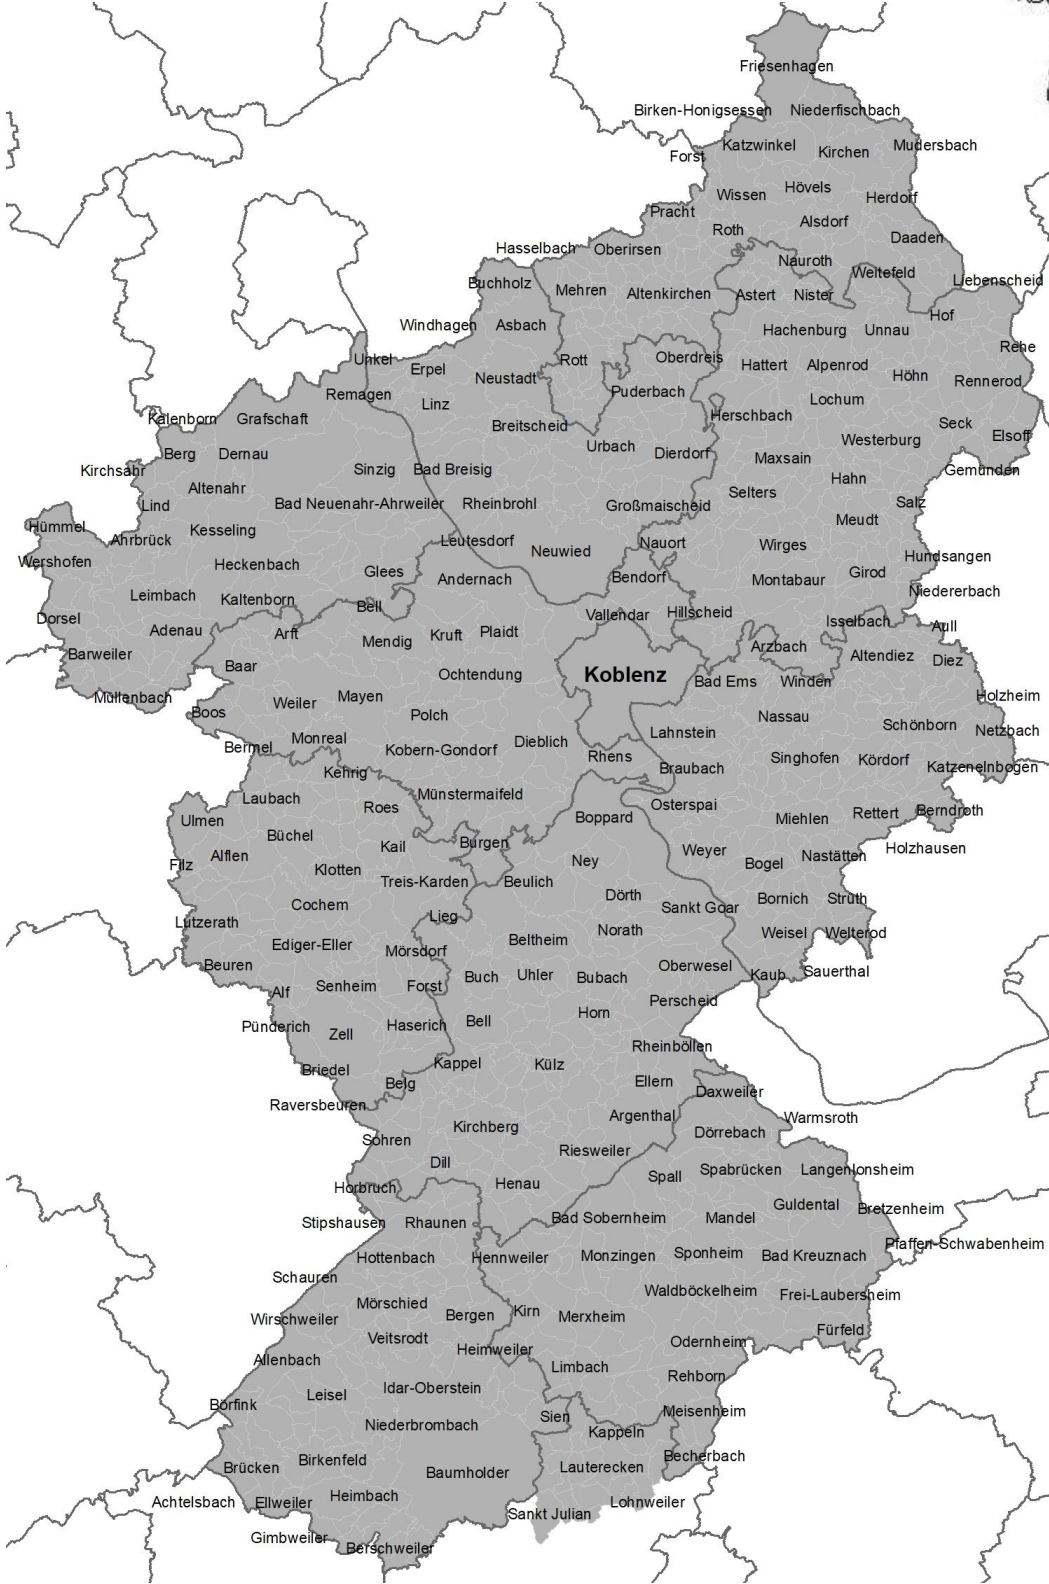 Friesenhagen
Birken-Honigsessen
Niederfischbach
Katzwinkel
Mudersbach
Kirchen
Forst
Hövels
Wissen
Herdorf
Pracht
Alsdorf
Roth
Daaden
Hasselbach
Oberirsen
Nauroth
Weitefeld
Liebenscheid
Buchholz
Mehren
Altenkirchen
Astert
Nister
Hof
Windhagen
Asbach
Hachenburg
Unnau
Rehe
Unkel
Erpel
Rott
Oberdreis
Hattert
Alpenrod
Neustadt
Höhn
Rennerod
Remagen
Puderbach
Linz
Lochum
Kalenborn
Grafschaft
Herschbach
Breitscheid
Seck
Elsoff
Westerburg
Urbach
Berg
Dernau
Dierdorf
Maxsain
Kirchsahr
Sinzig
Bad Breisig
Gemünden
Hahn
Altenahr
Selters
Lind
Bad Neuenahr-Ahrweiler
Rheinbrohl
Großmaischeid
Salz
Meudt
Hümmel
Kesseling
Ahrbrück
Leutesdorf
Neuwied
Nauort
Wirges
Hundsangen
Wershofen
Heckenbach
Glees
Andernach
Bendorf
Montabaur
Girod
Niedererbach
Leimbach
Kaltenborn
Bell
Vallendar
Hillscheid
Dorsel
Isselbach
Aull
Adenau
Arft
Mendig
Kruft
Plaidt
Arzbach
Barweiler
Altendiez
Diez
Baar
Ochtendung
Koblenz
Bad Ems
Winden
Müllenbach
Weiler
Mayen
Holzheim
Boos
Polch
Nassau
Schönborn
Netzbach
Bermel
Monreal
Kobern-Gondorf
Dieblich
Lahnstein
Rhens
Singhofen
Kördorf
Katzenelnbogen
Kehrig
Braubach
Laubach
Roes
Münstermaifeld
Osterspai
Ulmen
Boppard
Miehlen
Rettert
Berndroth
Büchel
Kail
Burgen
Holzhausen
Filz
Alflen
Klotten
Ney
Weyer
Bogel
Nastätten
Treis-Karden
Beulich
Dörth
Cochem
Sankt Goar
Bornich
Strüth
Lutzerath
Lieg
Ediger-Eller
Mörsdorf
Beltheim
Norath
Weisel
Welterod
Beuren
Oberwesel
Kaub
Sauerthal
Alf
Senheim
Forst
Buch
Uhler
Bubach
Perscheid
Pünderich
Zell
Haserich
Bell
Horn
Rheinböllen
Briedel
Kappel
Külz
Belg
Ellern
Daxweiler
Raversbeuren
Argenthal
Warmsroth
Sohren
Kirchberg
Dörrebach
Riesweiler
Dill
Spall
Spabrücken
Langenlonsheim
Horbruch
Henau
Guldental
Stipshausen
Rhaunen
Bad Sobernheim
Mandel
Bretzenheim
Hottenbach
Hennweiler
Monzingen
Sponheim
Bad Kreuznach
Pfaffen-Schwabenheim
Schauren
Waldböckelheim
Frei-Laubersheim
Mörschied
Wirschweiler
Bergen
Kirn
Merxheim
Veitsrodt
Fürfeld
Heimweiler
Odernheim
Allenbach
Limbach
Rehborn
Leisel
Idar-Oberstein
Börfink
Niederbrombach
Sien
Meisenheim
Kappeln
Brücken
Birkenfeld
Baumholder
Lauterecken
Becherbach
Achtelsbach
Ellweiler
Heimbach
Lohnweiler
Sankt Julian
Gimbweiler
Berschweiler